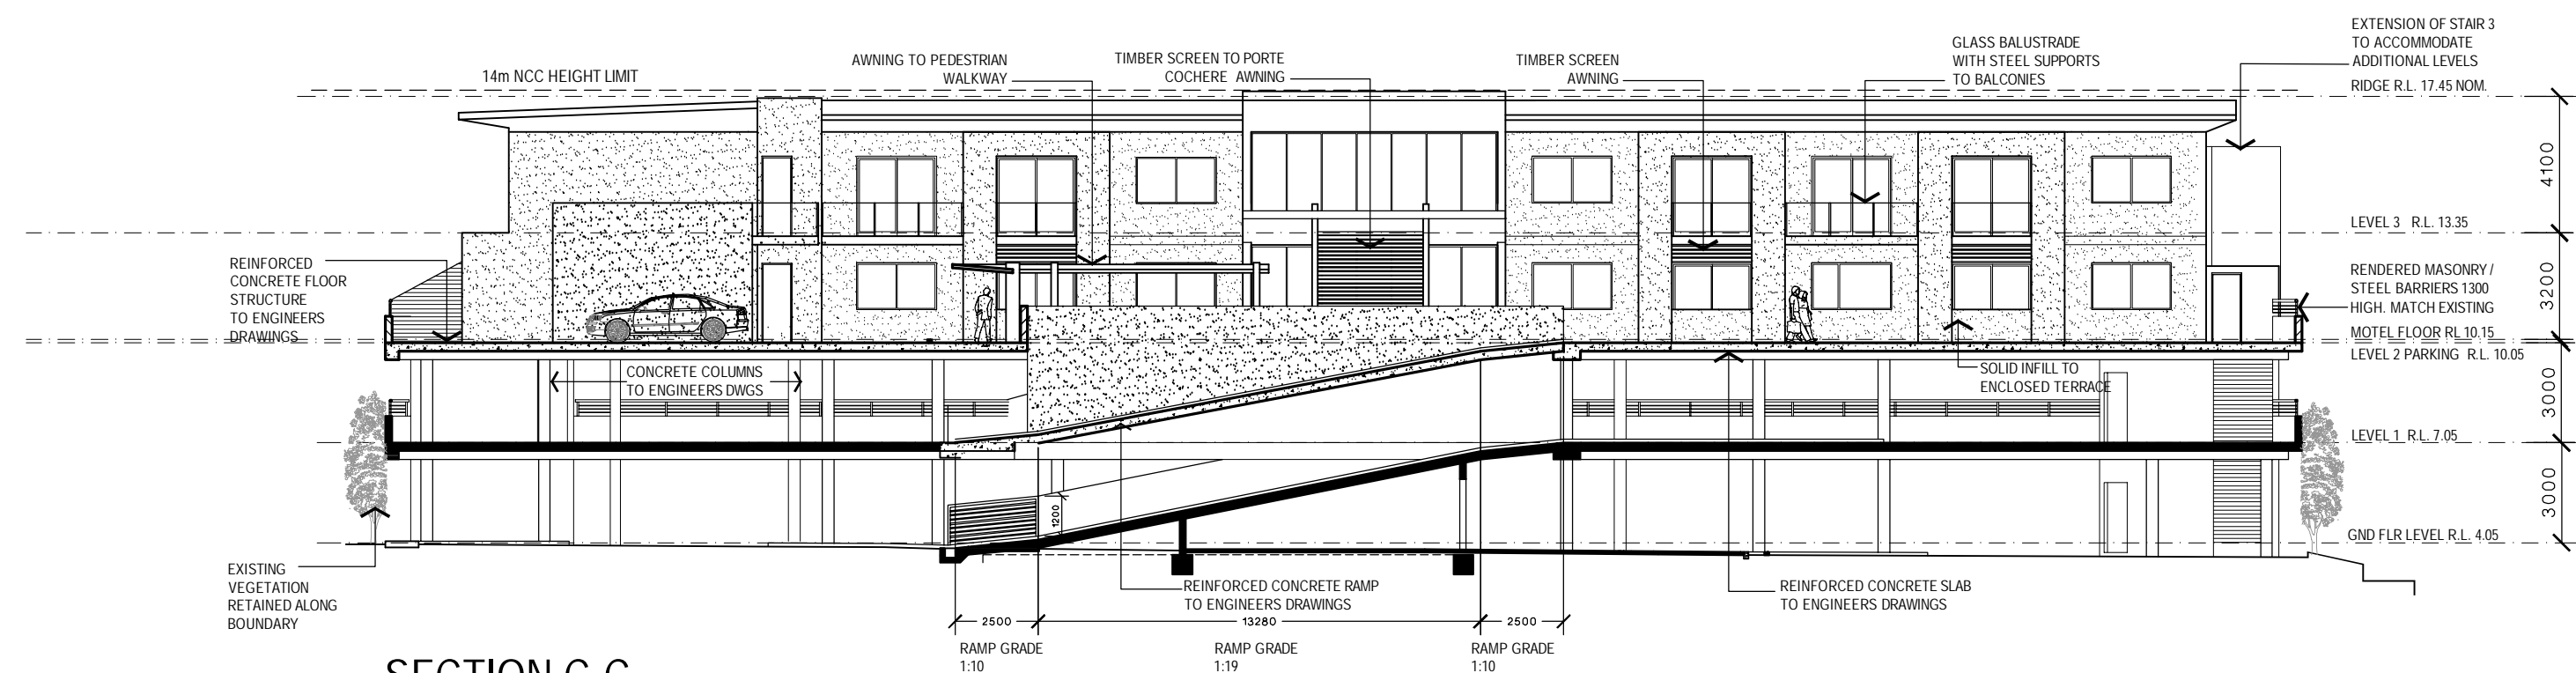 EXTENSION OF STAIR 3
TO ACCOMMODATE
ADDITIONAL LEVELS
RIDGE R.L. 17.45 NOM.
GLASS BALUSTRADE
WITH STEEL SUPPORTS
TO BALCONIES
TIMBER SCREEN
AWNING
TIMBER SCREEN TO PORTE
COCHERE AWNING
AWNING TO PEDESTRIAN
WALKWAY
14m NCC HEIGHT LIMIT
4100
LEVEL 3 R.L. 13.35
REINFORCED
CONCRETE FLOOR
STRUCTURE
TO ENGINEERS
DRAWINGS
RENDERED MASONRY /
STEEL BARRIERS 1300
HIGH. MATCH EXISTING
3200
MOTEL FLOOR RL 10.15
LEVEL 2 PARKING R.L. 10.05
CONCRETE COLUMNS
TO ENGINEERS DWGS
SOLID INFILL TO
ENCLOSED TERRACE
3000
LEVEL 1 R.L. 7.05
3000
1200
GND FLR LEVEL R.L. 4.05
EXISTING
VEGETATION
RETAINED ALONG
BOUNDARY
REINFORCED CONCRETE RAMP
TO ENGINEERS DRAWINGS
REINFORCED CONCRETE SLAB
TO ENGINEERS DRAWINGS
2500
13280
2500
RAMP GRADE
1:10
RAMP GRADE
1:19
RAMP GRADE
1:10